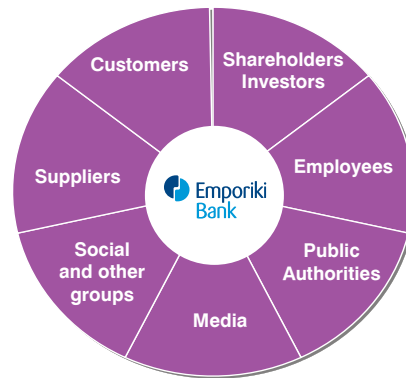 Customers
Shareholders
Investors
Suppliers
Employees
Emporiki
Bank
Social
and other
groups
Public
Authorities
Media